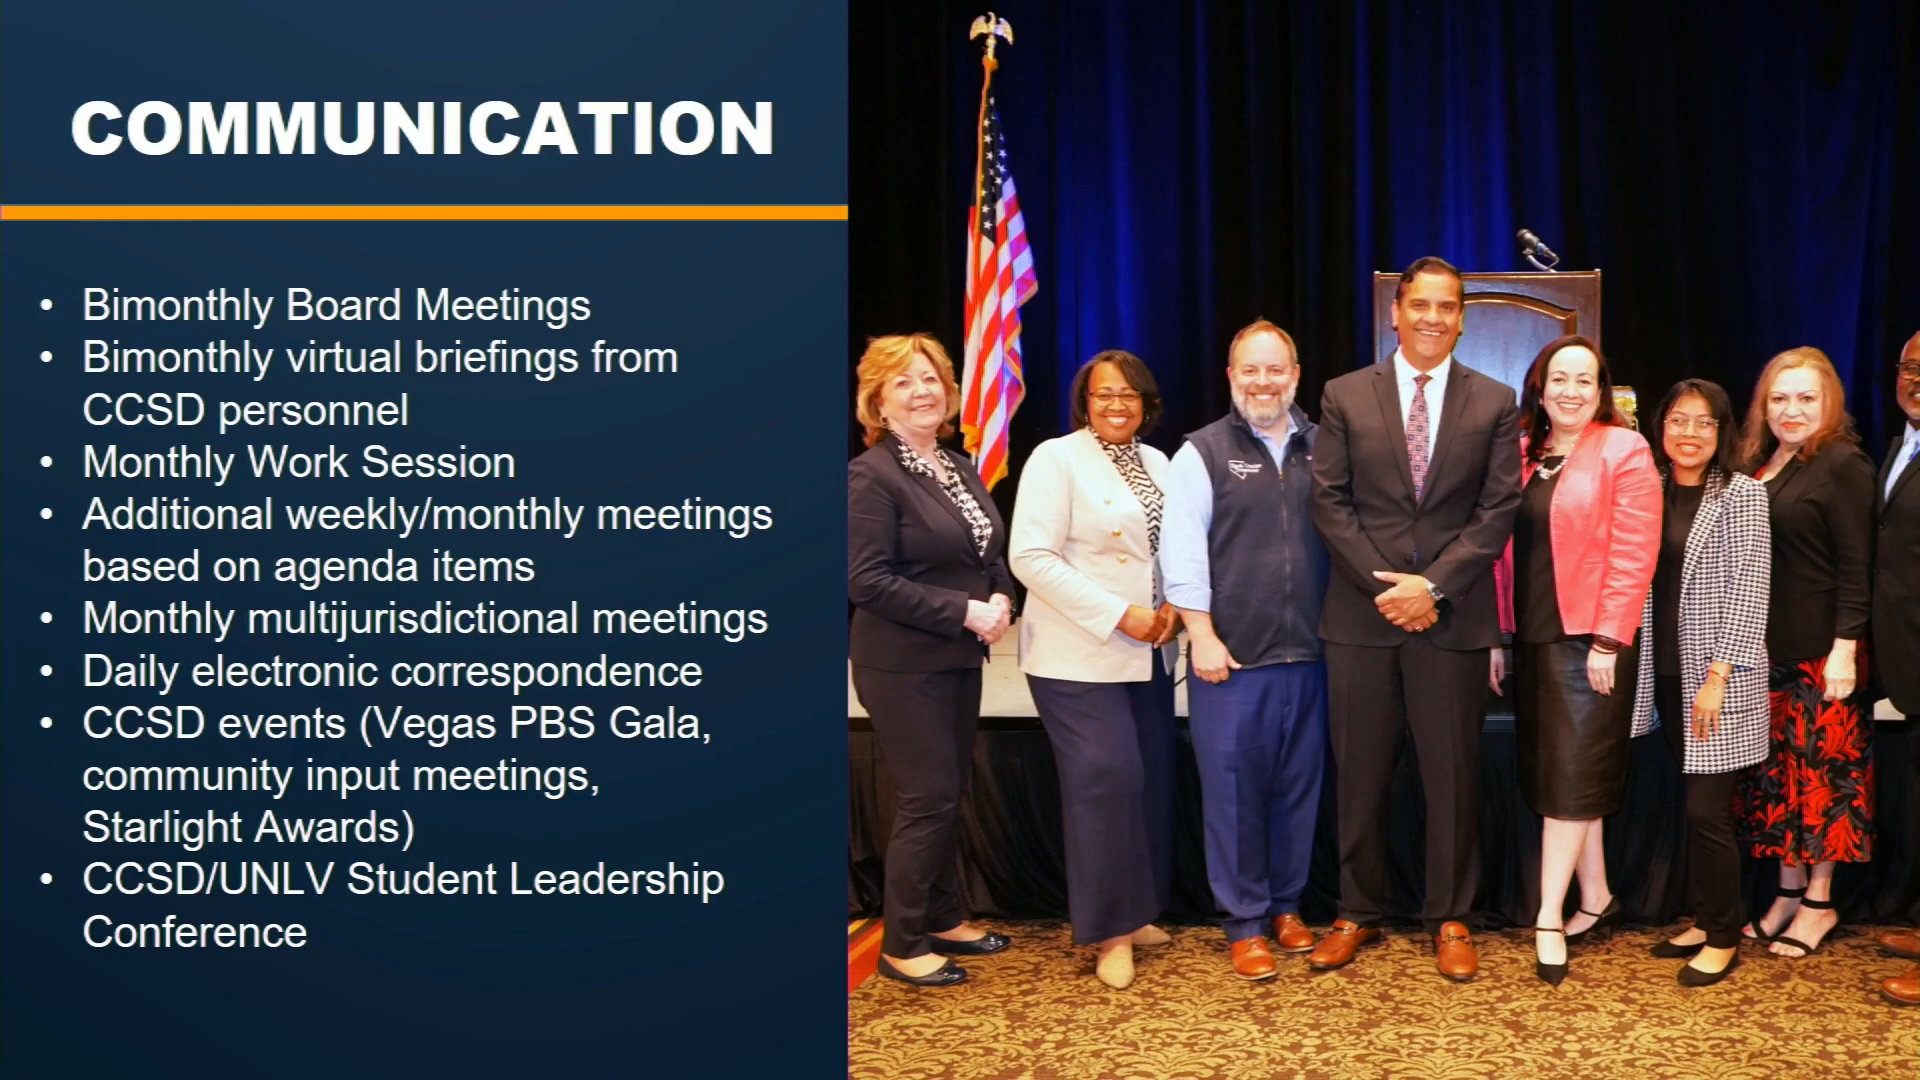 COMMUNICATION
• Bimonthly Board Meetings
• Bimonthly virtual briefings from
CCSD personnel
• Monthly Work Session
• Additional weekly/monthly meetings
based on agenda items
• Monthly multijurisdictional meetings
• Daily electronic correspondence
• CCSD events (Vegas PBS Gala,
community input meetings,
Starlight Awards)
• CCSD/UNLV Student Leadership
Conference